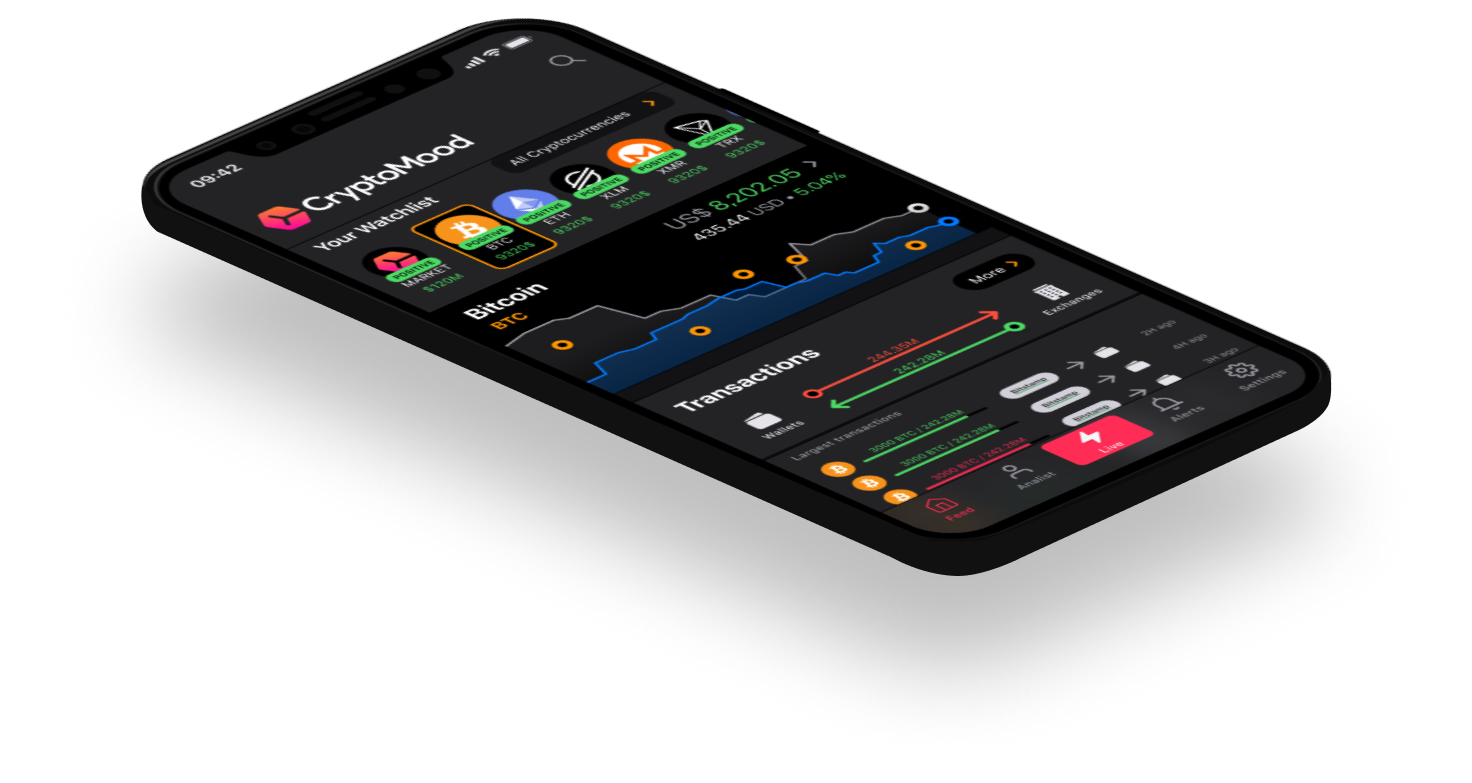 09:42
CryptoMood
Your Watchlist
All Cryptocurrencies
POSITIVE
MARKET
$120M
POSITIVE
BTC
9320$
POSITIVE
ETH
9320$
POSITIVE
XLM
9320$
POSITIVE
XMR
9320$
POSITIVE
TRX
9320$
Bitcoin
BTC
US$ 8,202.05
435.44 USD • 5.04%
Transactions
More
Wallets
244.35M
242.28M
Exchanges
Largest transactions
3000 BTC / 242.28M
Bitstamp
2H ago
3000 BTC / 242.28M
Bitstamp
4H ago
3000 BTC / 242.28M
Bitstamp
3H ago
Feed
Analist
Live
Alerts
Settings